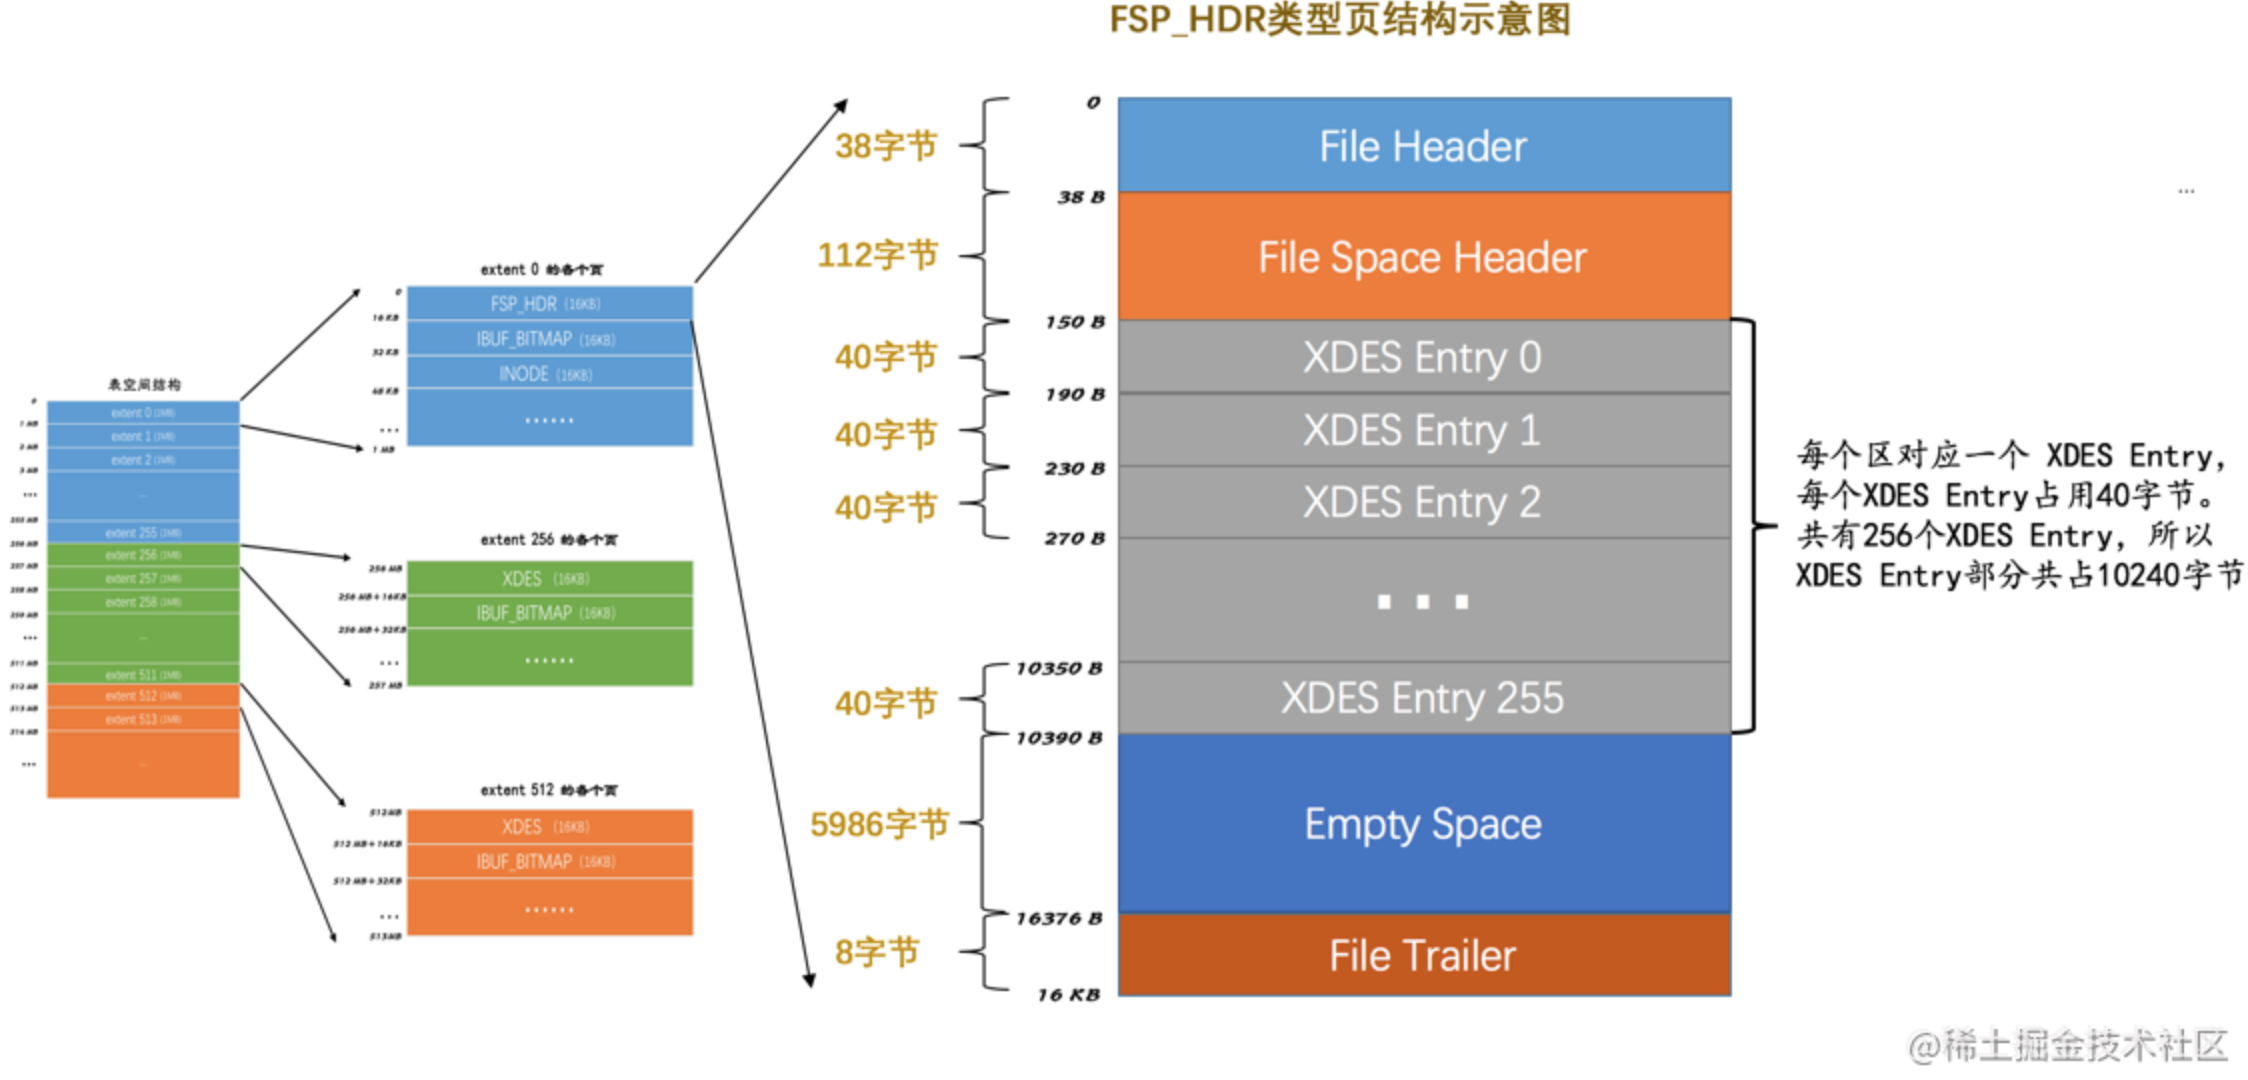 FSP_HDR类型页结构示意图
表空间结构
0
1 MB
2 MB
3 MB
...
255 MB
256 MB
257 MB
258 MB
259 MB
...
511 MB
512 MB
513 MB
514 MB
...
extent 0 (1MB)
extent 1 (1MB)
extent 2 (1MB)
...
extent 255 (1MB)
extent 256 (1MB)
extent 257 (1MB)
extent 258 (1MB)
...
extent 511 (1MB)
extent 512 (1MB)
extent 513 (1MB)
...
extent 0 的各个页
0
16 KB
32 KB
48 KB
...
1 MB
FSP_HDR (16KB)
IBUF_BITMAP (16KB)
INODE (16KB)
......
extent 256 的各个页
256 MB
256 MB+16KB
256 MB+32KB
...
257 MB
XDES (16KB)
IBUF_BITMAP (16KB)
......
extent 512 的各个页
512MB
512 MB+16KB
512 MB+32KB
...
513MB
XDES (16KB)
IBUF_BITMAP (16KB)
......
38字节
112字节
40字节
40字节
40字节
40字节
5986字节
8字节
0
38 B
150 B
190 B
230 B
270 B
10350 B
10390 B
16376 B
16 KB
File Header
File Space Header
XDES Entry 0
XDES Entry 1
XDES Entry 2
...
XDES Entry 255
Empty Space
File Trailer
...
每个区对应一个 XDES Entry，
每个XDES Entry占用40字节。
共有256个XDES Entry，所以
XDES Entry部分共占10240字节
@稀土掘金技术社区